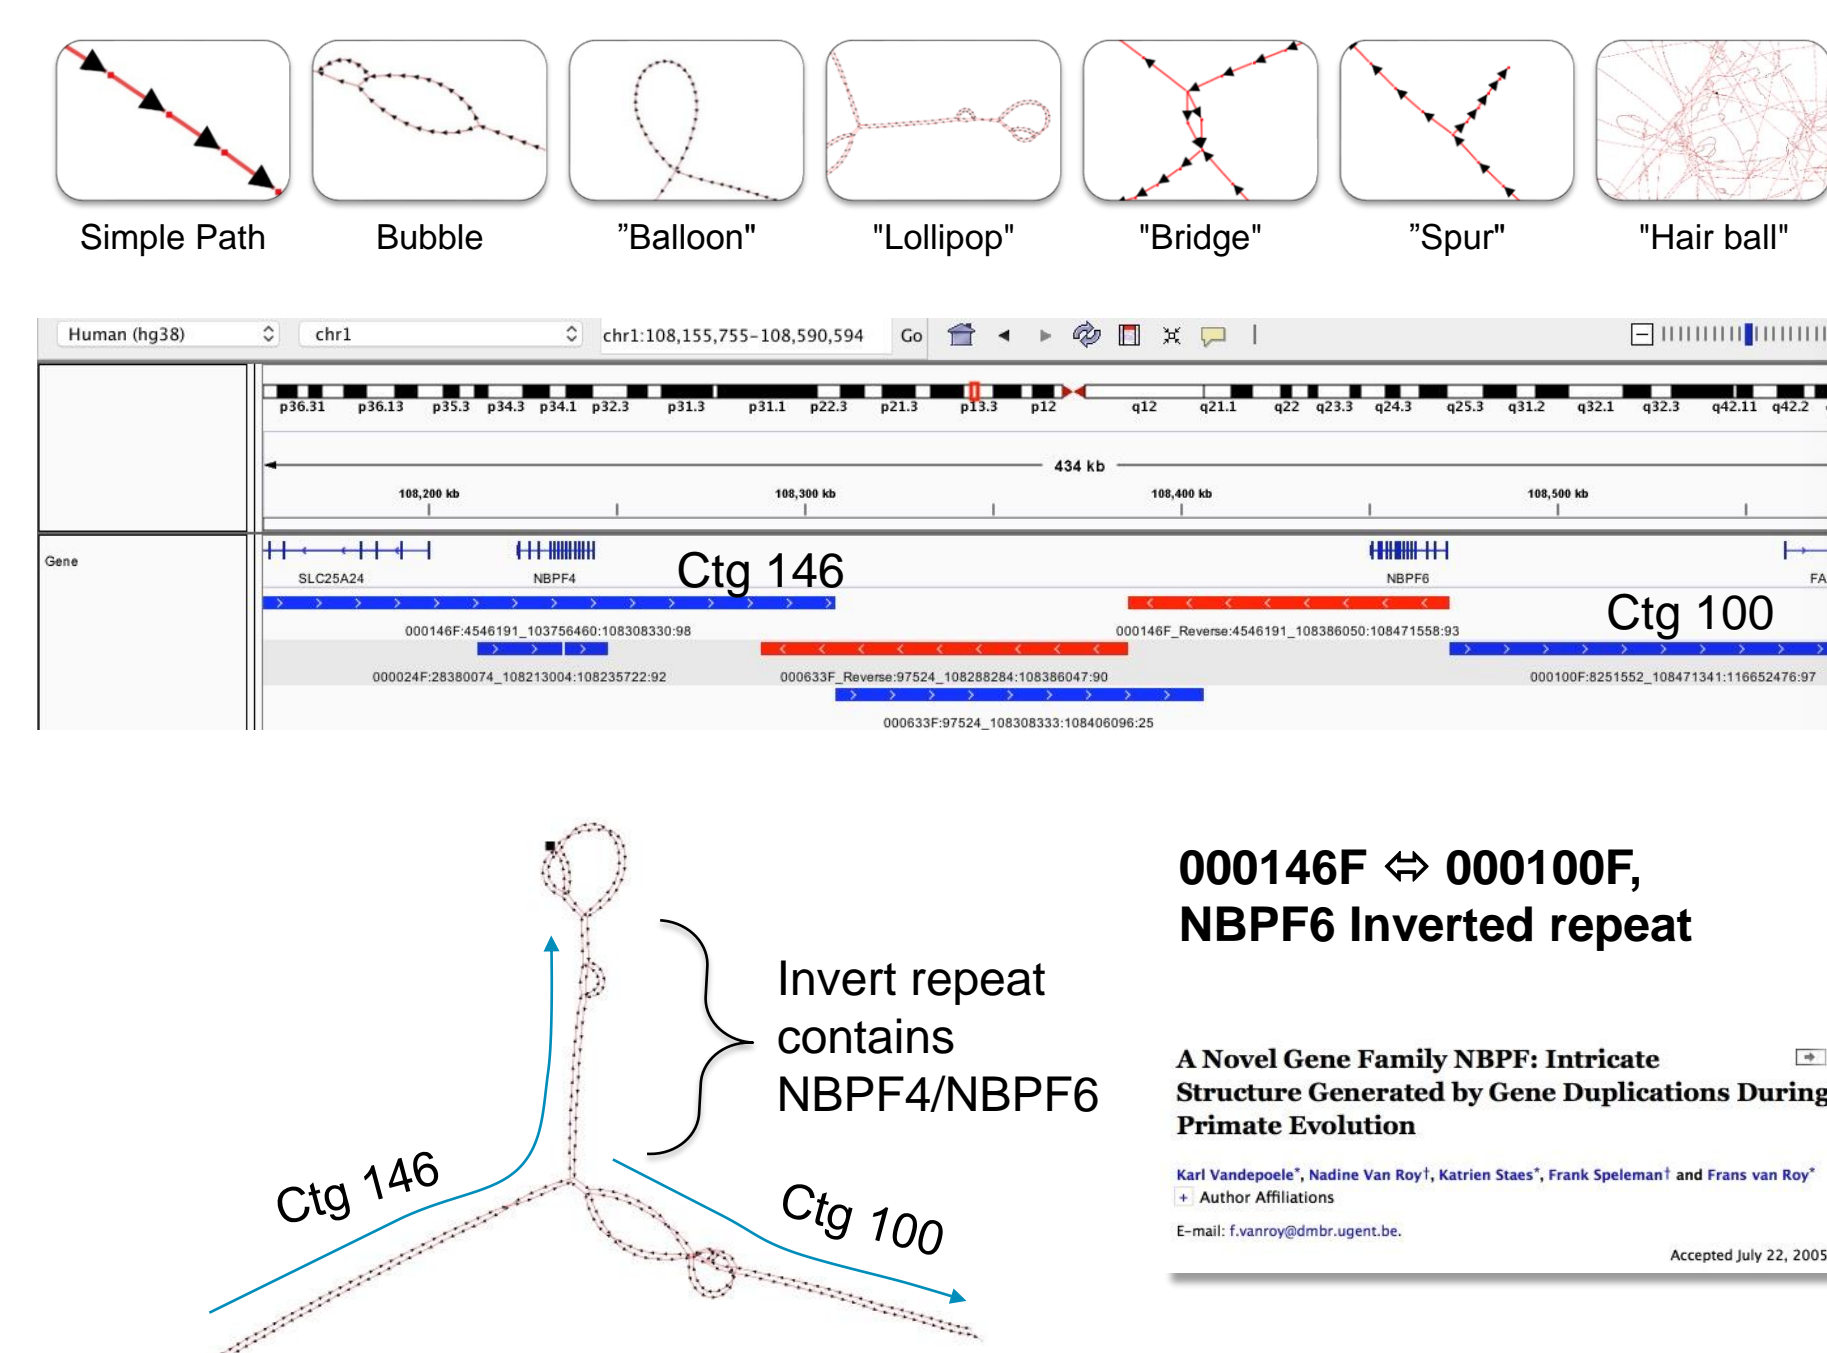 Simple Path
Bubble
”Balloon"
"Lollipop"
"Bridge"
”Spur"
"Hair ball"
Human (hg38)
chr1
chr1:108,155,755-108,590,594
Go
p36.31 p36.13 p35.3 p34.3 p34.1 p32.3 p31.3 p31.1 p22.3 p21.3 p13.3 p12 q12 q21.1 q22 q23.3 q24.3 q25.3 q31.2 q32.1 q32.3 q42.11 q42.2
434 kb
108,200 kb 108,300 kb 108,400 kb 108,500 kb
Gene
SLC25A24 NBPF4 NBPF6 FA
Ctg 146
Ctg 100
000146F:4546191_103756460:108308330:98
000146F_Reverse:4546191_108386050:108471558:93
000024F:28380074_108213004:108235722:92
000633F_Reverse:97524_108288284:108386047:90
000100F:8251552_108471341:116652476:97
000633F:97524_108308333:108406096:25
000146F ⬄ 000100F,
NBPF6 Inverted repeat
Invert repeat
contains
NBPF4/NBPF6
Ctg 146
Ctg 100
A Novel Gene Family NBPF: Intricate
Structure Generated by Gene Duplications During
Primate Evolution
Karl Vandepoele*, Nadine Van Roy†, Katrien Staes*, Frank Speleman† and Frans van Roy*
+ Author Affiliations
E-mail: f.vanroy@dmbr.ugent.be.
Accepted July 22, 2005